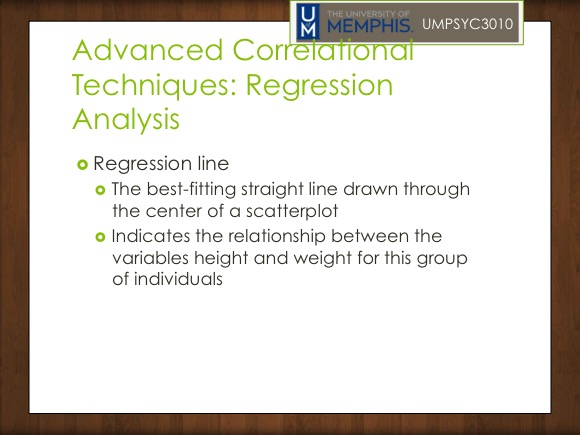 THE UNIVERSITY OF
UM
MEMPHIS.
UMPSYC3010
Advanced Correlational
Techniques: Regression
Analysis
Regression line
The best-fitting straight line drawn through
the center of a scatterplot
Indicates the relationship between the
variables height and weight for this group
of individuals